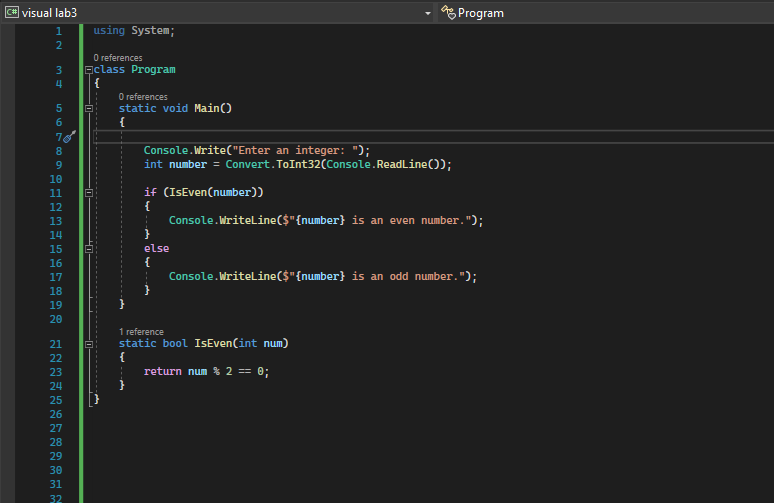 C# visual lab3 Program
1 using System;
2
0 references
3 class Program
4 {
0 references
5 static void Main()
6 {
7
8 Console.Write("Enter an integer: ");
9 int number = Convert.ToInt32(Console.ReadLine());
10
11 if (IsEven(number))
12 {
13 Console.WriteLine($"{number} is an even number.");
14 }
15 else
16 {
17 Console.WriteLine($"{number} is an odd number.");
18 }
19 }
20
1 reference
21 static bool IsEven(int num)
22 {
23 return num % 2 == 0;
24 }
25 }
26
27
28
29
30
31
32